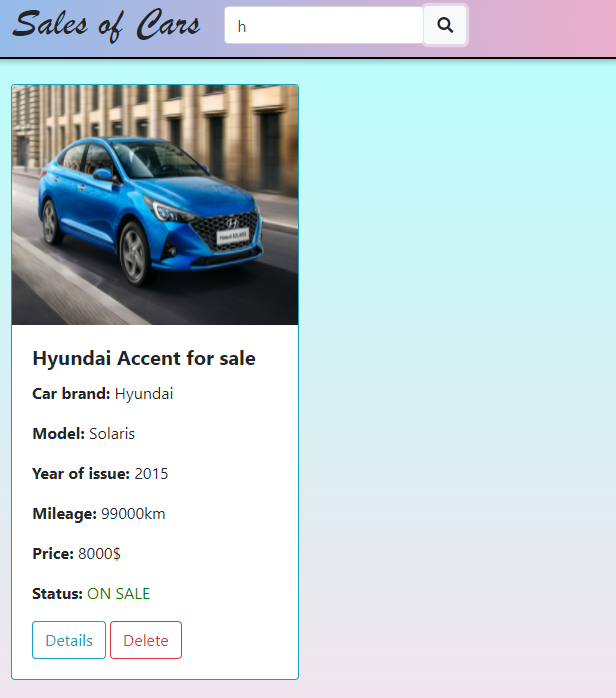 Sales of Cars
h
Hyundai Accent for sale
Car brand: Hyundai
Model: Solaris
Year of issue: 2015
Mileage: 99000km
Price: 8000$
Status: ON SALE
Details Delete